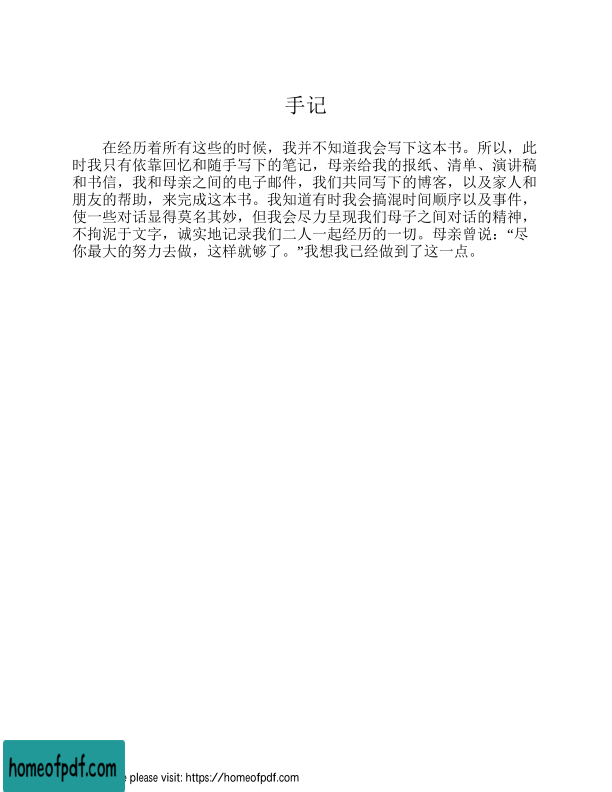 手记
在经历着所有这些的时候，我并不知道我会写下这本书。所以，此
时我只有依靠回忆和随手写下的笔记，母亲给我的报纸、清单、演讲稿
和书信，我和母亲之间的电子邮件，我们共同写下的博客，以及家人和
朋友的帮助，来完成这本书。我知道有时我会搞混时间顺序以及事件，
使一些对话显得莫名其妙，但我会尽力呈现我们母子之间对话的精神，
不拘泥于文字，诚实地记录我们二人一起经历的一切。母亲曾说：“尽
你最大的努力去做，这样就够了。”我想我已经做到了这一点。
homeofpdf.com
please visit: https://homeofpdf.com